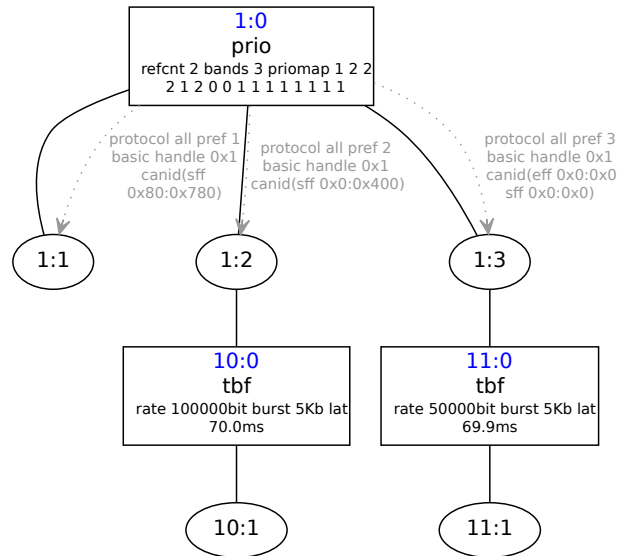 1:0
prio
refcnt 2 bands 3 priomap 1 2 2
2 1 2 0 0 1 1 1 1 1 1 1 1
protocol all pref 1
basic handle 0x1
canid(sff
0x80:0x780)
protocol all pref 2
basic handle 0x1
canid(sff 0x0:0x400)
protocol all pref 3
basic handle 0x1
canid(eff 0x0:0x0
sff 0x0:0x0)
1:1
1:2
1:3
10:0
tbf
rate 100000bit burst 5Kb lat
70.0ms
11:0
tbf
rate 50000bit burst 5Kb lat
69.9ms
10:1
11:1